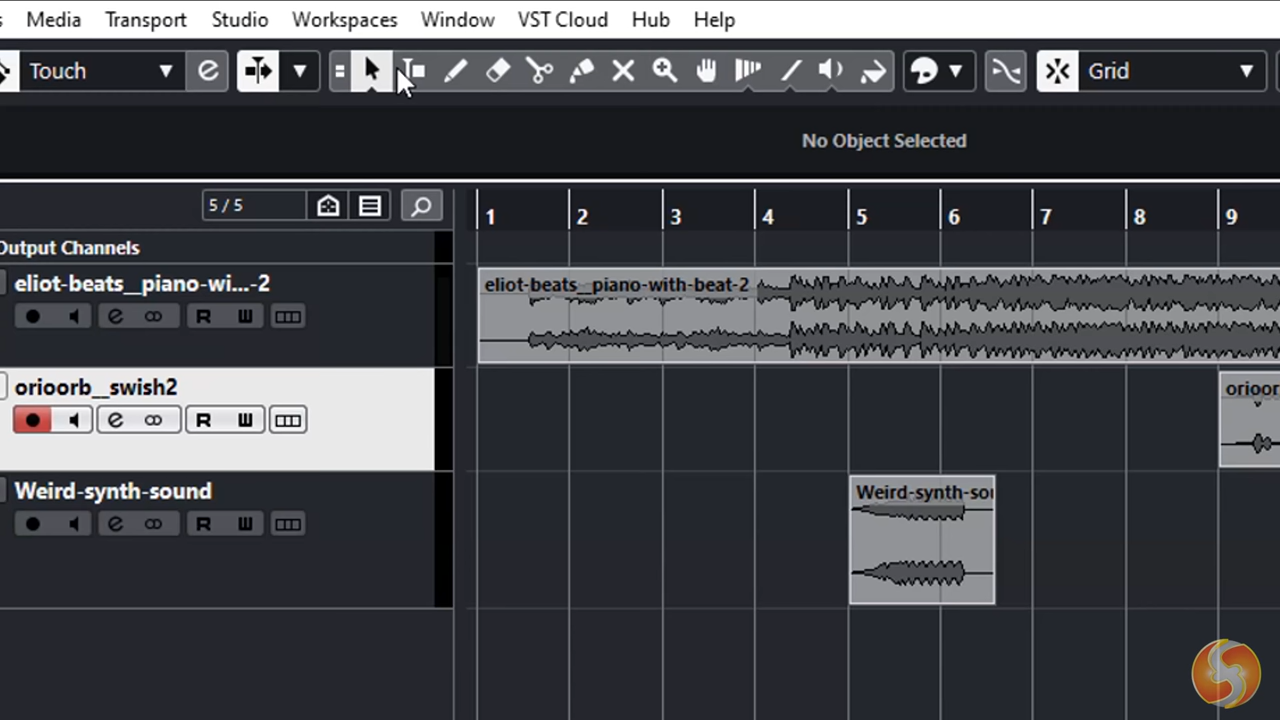 Media Transport Studio Workspaces Window VST Cloud Hub Help
Touch Grid
No Object Selected
5 / 5
1 2 3 4 5 6 7 8 9
Output Channels
eliot-beats__piano-wi...-2
eliot-beats__piano-with-beat-2
R W
orioorb__swish2
orioor
R W
Weird-synth-sound
Weird-synth-sou
R W